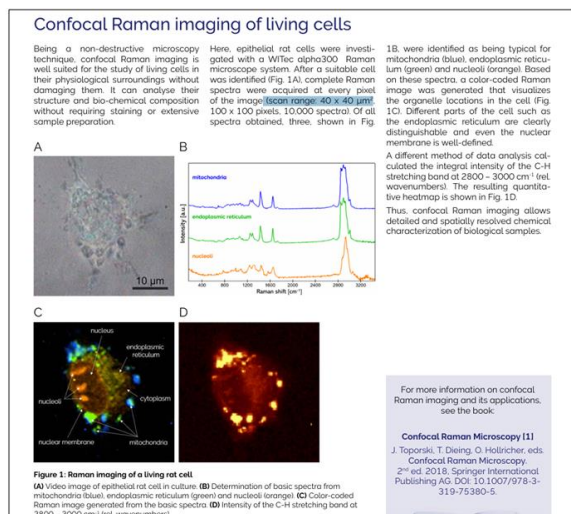 Confocal Raman imaging of living cells
Being a non-destructive microscopy
technique, confocal Raman imaging is
well suited for the study of living cells in
their physiological surroundings without
damaging them. It can analyse their
structure and bio-chemical composition
without requiring staining or extensive
sample preparation.
Here, epithelial rat cells were investi-
gated with a WITec alpha300 Raman
microscope system. After a suitable cell
was identified (Fig. 1A), complete Raman
spectra were acquired at every pixel
of the image (scan range: 40 x 40 µm²,
100 x 100 pixels, 10,000 spectra). Of all
spectra obtained, three, shown in Fig.
1B, were identified as being typical for
mitochondria (blue), endoplasmic reticu-
lum (green) and nucleoli (orange). Based
on these spectra, a color-coded Raman
image was generated that visualizes
the organelle locations in the cell (Fig.
1C). Different parts of the cell such as
the endoplasmic reticulum are clearly
distinguishable and even the nuclear
membrane is well-defined.
A different method of data analysis cal-
culated the integral intensity of the C-H
stretching band at 2800 – 3000 cm⁻¹ (rel.
wavenumbers). The resulting quantita-
tive heatmap is shown in Fig. 1D.
Thus, confocal Raman imaging allows
detailed and spatially resolved chemical
characterization of biological samples.
A
10 µm
B
mitochondria
endoplasmic reticulum
nucleoli
Intensity [a.u.]
400 800 1200 1600 2000 2400 2800 3200
Raman shift [cm⁻¹]
C
nucleus
endoplasmic
reticulum
nucleoli
cytoplasm
nuclear membrane
mitochondria
D
Figure 1: Raman imaging of a living rat cell
(A) Video image of epithelial rat cell in culture. (B) Determination of basic spectra from
mitochondria (blue), endoplasmic reticulum (green) and nucleoli (orange). (C) Color-coded
Raman image generated from the basic spectra. (D) Intensity of the C-H stretching band at
2800 – 3000 cm⁻¹ (rel. wavenumbers).
For more information on confocal
Raman imaging and its applications,
see the book:
Confocal Raman Microscopy [1]
J. Toporski, T. Dieing, O. Hollricher, eds.
Confocal Raman Microscopy.
2nd ed. 2018, Springer International
Publishing AG. DOI: 10.1007/978-3-
319-75380-5.